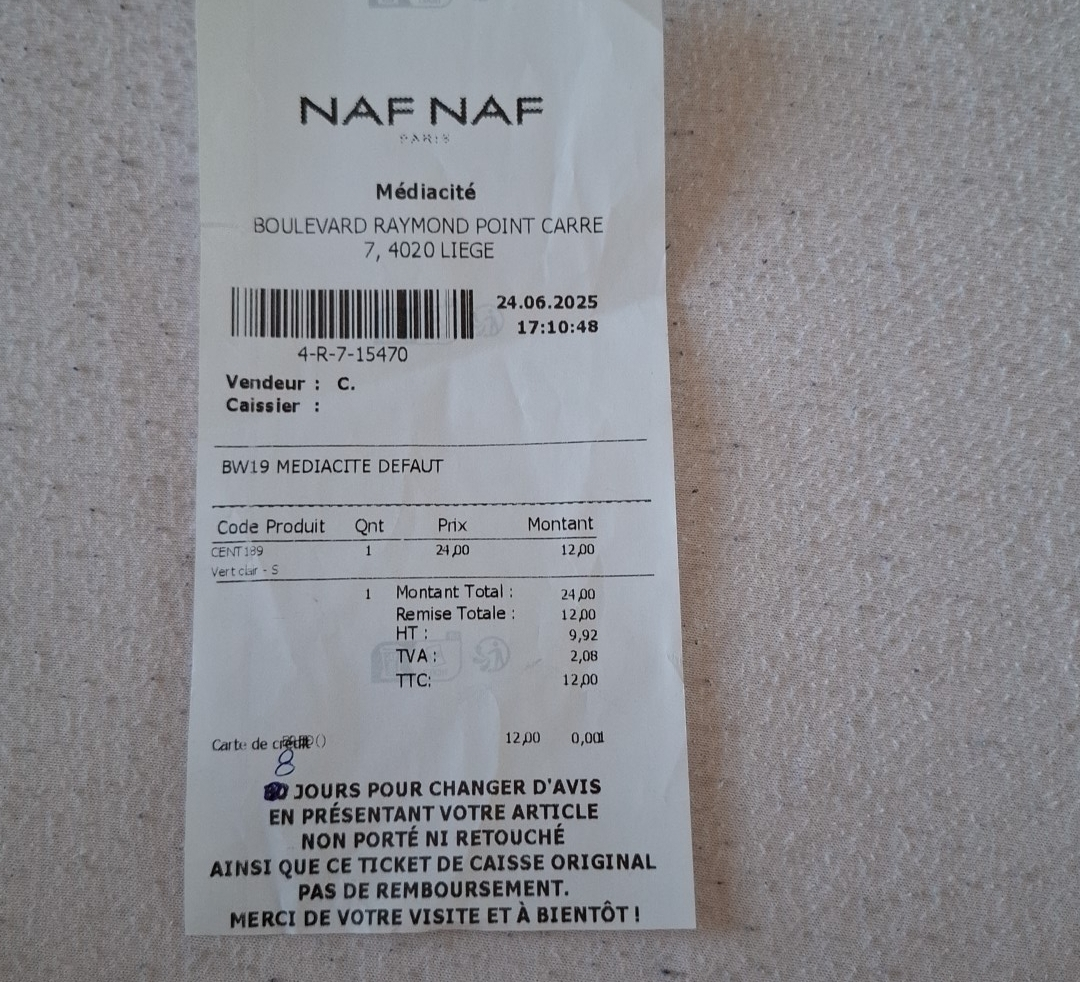 NAF NAF
PARIS
Médiacité
BOULEVARD RAYMOND POINT CARRE
7, 4020 LIEGE
24.06.2025
17:10:48
4-R-7-15470
Vendeur : C.
Caissier :
BW19 MEDIACITE DEFAUT
Code Produit Qnt Prix Montant
CENT189 1 24,00 12,00
Vert clair - S
1 Montant Total : 24,00
Remise Totale : 12,00
HT : 9,92
TVA : 2,08
TTC: 12,00
Carte de crédit () 12,00 0,00
8
JOURS POUR CHANGER D'AVIS
EN PRÉSENTANT VOTRE ARTICLE
NON PORTÉ NI RETOUCHÉ
AINSI QUE CE TICKET DE CAISSE ORIGINAL
PAS DE REMBOURSEMENT.
MERCI DE VOTRE VISITE ET À BIENTÔT !